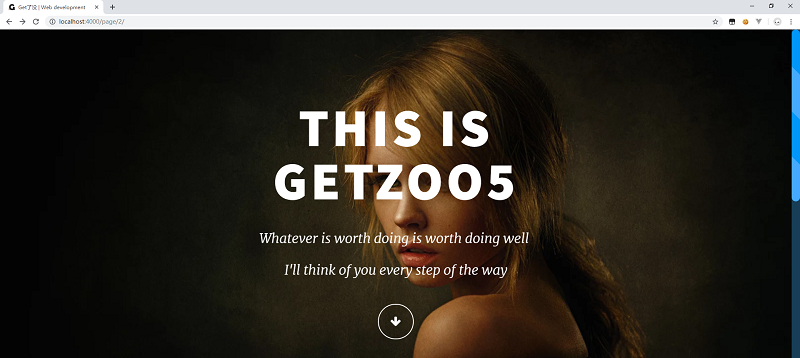 Get了没 | Web development
localhost:4000/page/2/
THIS IS
GETZOO5
Whatever is worth doing is worth doing well
I'll think of you every step of the way